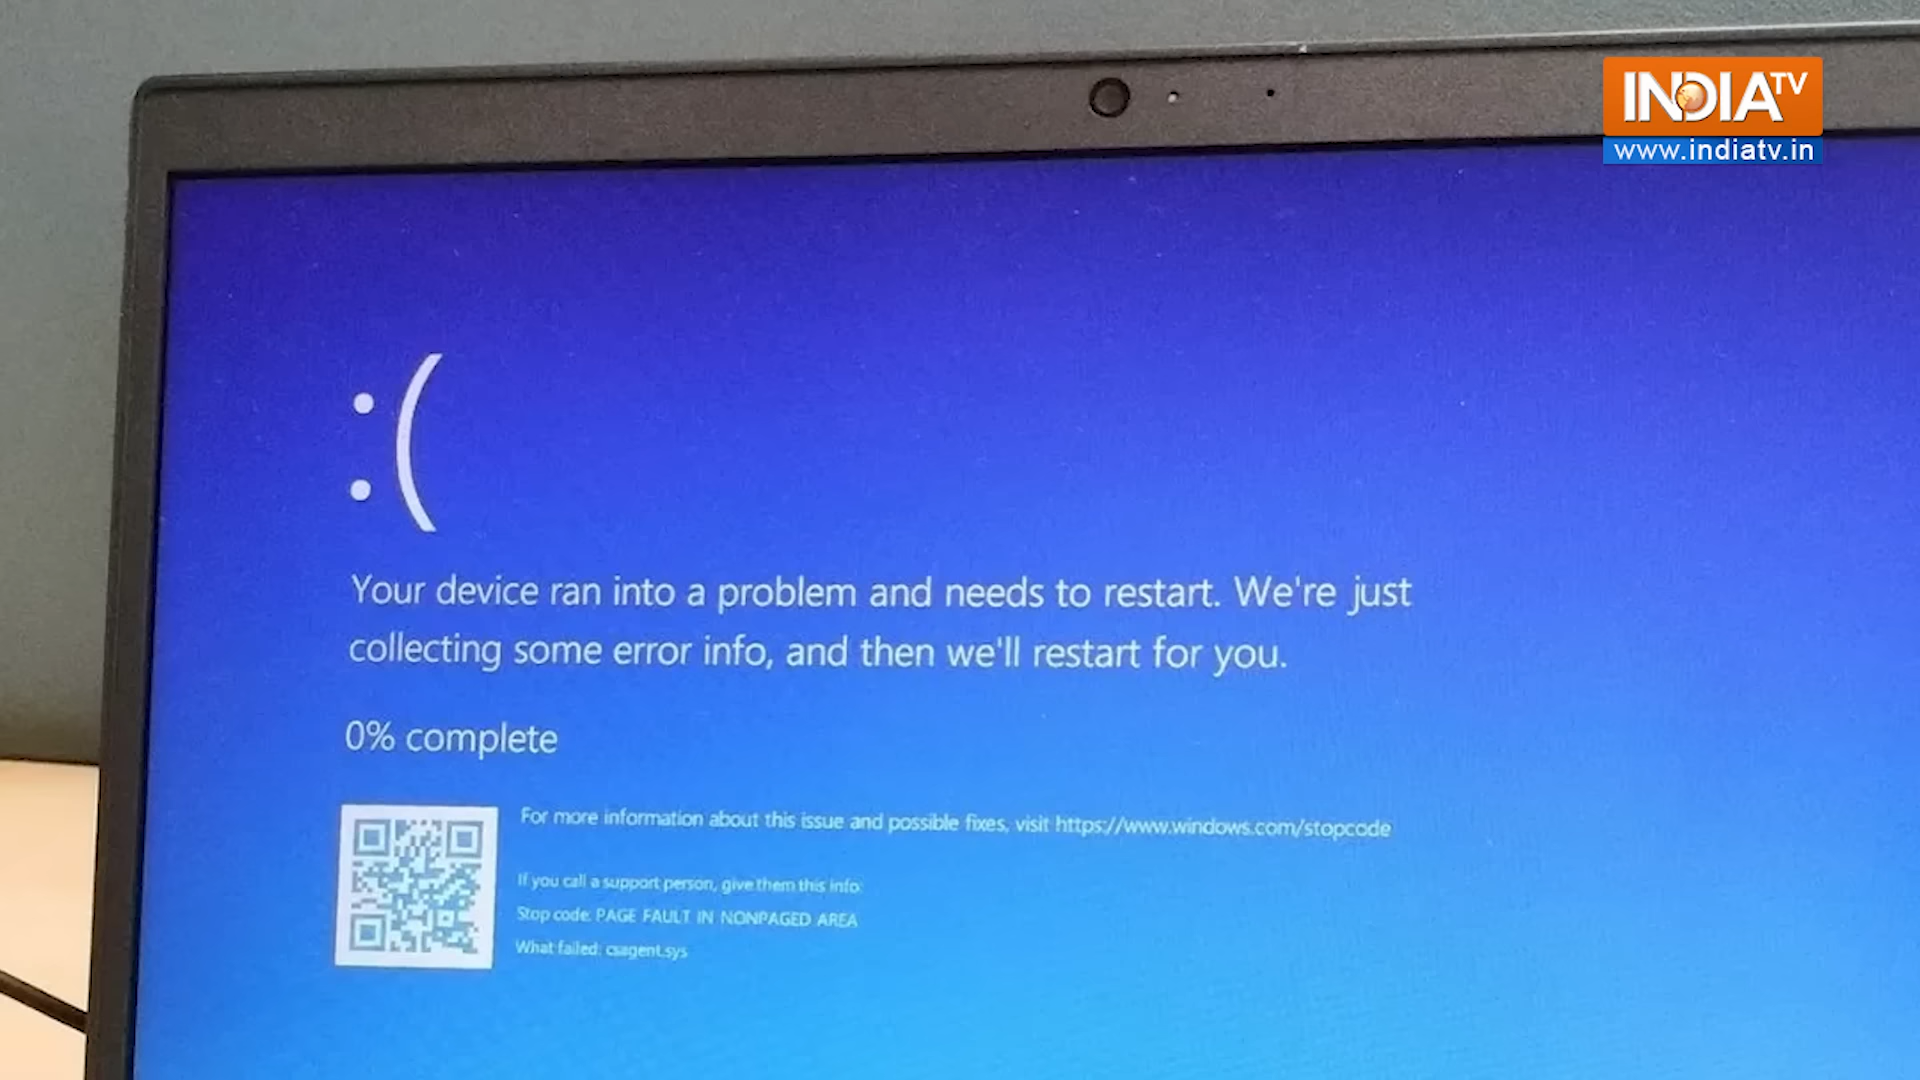 INDIA TV
www.indiatv.in
:(
Your device ran into a problem and needs to restart. We're just
collecting some error info, and then we'll restart for you.
0% complete
For more information about this issue and possible fixes, visit https://www.windows.com/stopcode
If you call a support person, give them this info:
Stop code: PAGE FAULT IN NONPAGED AREA
What failed: csagent.sys